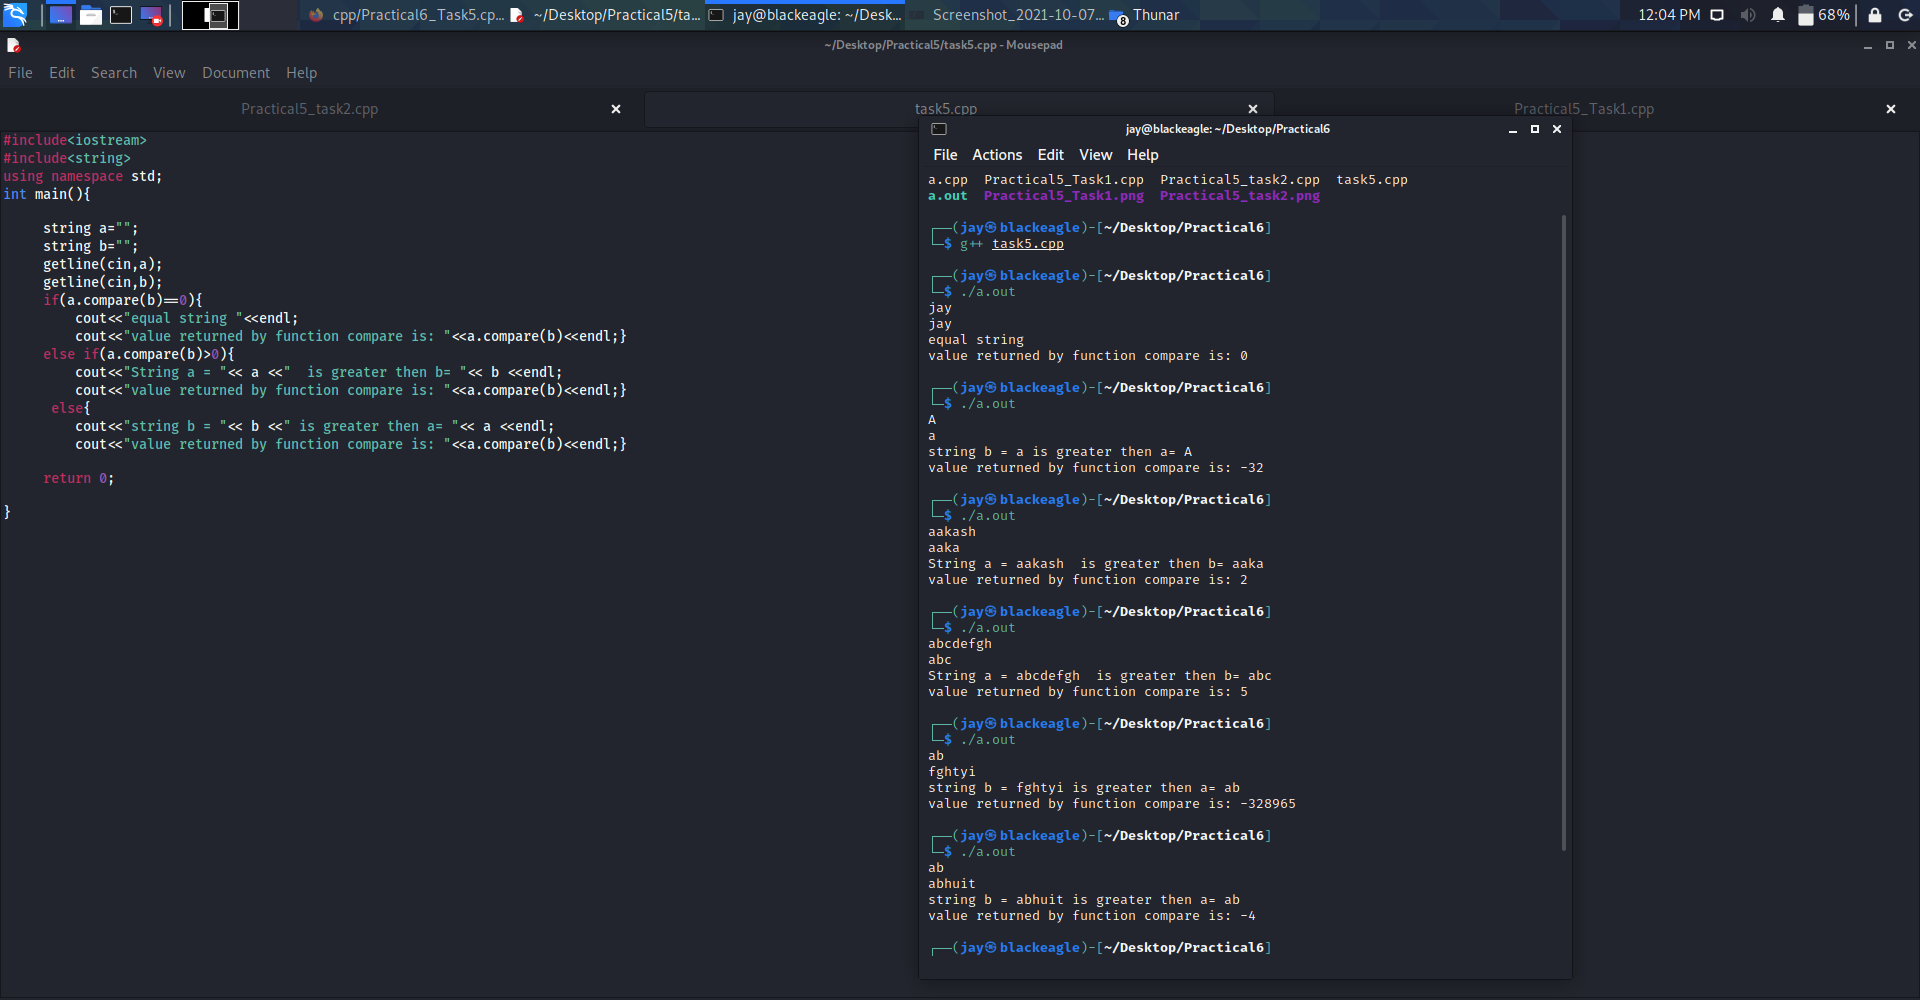 cpp/Practical6_Task5.cp...
~/Desktop/Practical5/ta...
jay@blackeagle: ~/Desk...
Screenshot_2021-10-07...
8
Thunar
12:04 PM
68%
~/Desktop/Practical5/task5.cpp - Mousepad
File Edit Search View Document Help
Practical5_task2.cpp
task5.cpp
Practical5_Task1.cpp
#include<iostream>
#include<string>
using namespace std;
int main(){
string a="";
string b="";
getline(cin,a);
getline(cin,b);
if(a.compare(b)==0){
cout<<"equal string "<<endl;
cout<<"value returned by function compare is: "<<a.compare(b)<<endl;}
else if(a.compare(b)>0){
cout<<"String a = "<< a <<"  is greater then b= "<< b <<endl;
cout<<"value returned by function compare is: "<<a.compare(b)<<endl;}
else{
cout<<"string b = "<< b <<" is greater then a= "<< a <<endl;
cout<<"value returned by function compare is: "<<a.compare(b)<<endl;}
return 0;
}
jay@blackeagle: ~/Desktop/Practical6
File Actions Edit View Help
a.cpp  Practical5_Task1.cpp  Practical5_task2.cpp  task5.cpp
a.out  Practical5_Task1.png  Practical5_task2.png
┌──(jay㉿blackeagle)-[~/Desktop/Practical6]
└─$ g++ task5.cpp
┌──(jay㉿blackeagle)-[~/Desktop/Practical6]
└─$ ./a.out
jay
jay
equal string
value returned by function compare is: 0
┌──(jay㉿blackeagle)-[~/Desktop/Practical6]
└─$ ./a.out
A
a
string b = a is greater then a= A
value returned by function compare is: -32
┌──(jay㉿blackeagle)-[~/Desktop/Practical6]
└─$ ./a.out
aakash
aaka
String a = aakash  is greater then b= aaka
value returned by function compare is: 2
┌──(jay㉿blackeagle)-[~/Desktop/Practical6]
└─$ ./a.out
abcdefgh
abc
String a = abcdefgh  is greater then b= abc
value returned by function compare is: 5
┌──(jay㉿blackeagle)-[~/Desktop/Practical6]
└─$ ./a.out
ab
fghtyi
string b = fghtyi is greater then a= ab
value returned by function compare is: -328965
┌──(jay㉿blackeagle)-[~/Desktop/Practical6]
└─$ ./a.out
ab
abhuit
string b = abhuit is greater then a= ab
value returned by function compare is: -4
┌──(jay㉿blackeagle)-[~/Desktop/Practical6]